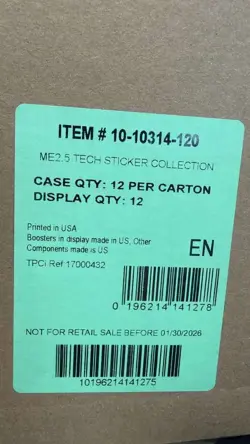 ITEM # 10-10314-120
ME2.5 TECH STICKER COLLECTION
CASE QTY: 12 PER CARTON
DISPLAY QTY: 12
Printed in USA
Boosters in display made in US, Other
Components made is US.
EN
TPCi Ref 17000432
0 196214 141278
NOT FOR RETAIL SALE BEFORE 01/30/2026
10196214141275